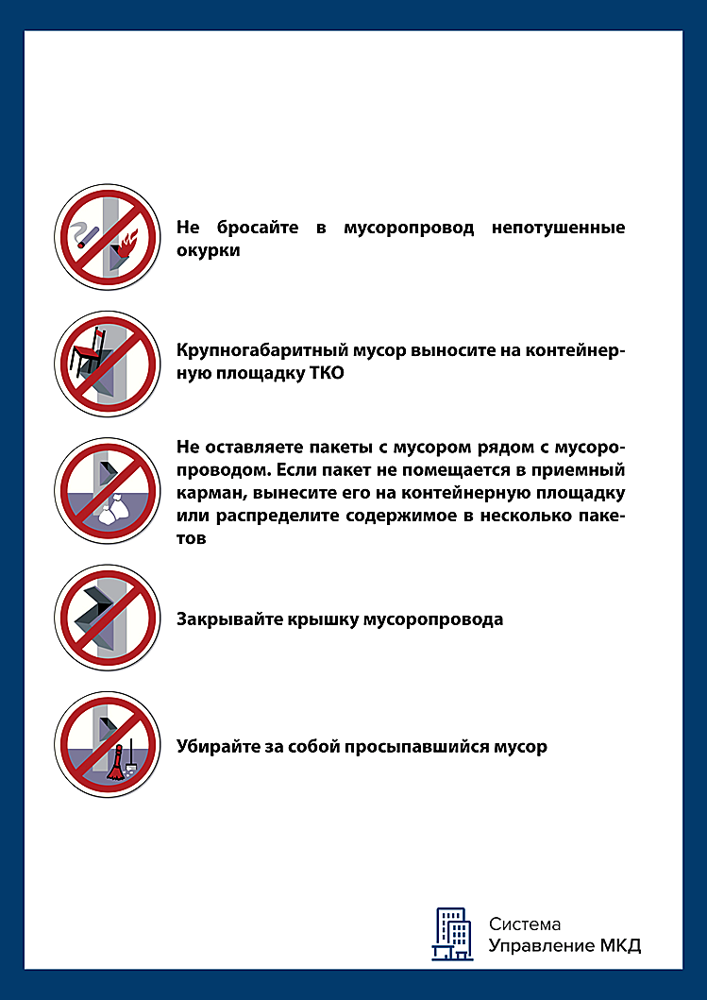 Не бросайте в мусоропровод непотушенные
окурки
Крупногабаритный мусор выносите на контейнер-
ную площадку ТКО
Не оставляете пакеты с мусором рядом с мусоро-
проводом. Если пакет не помещается в приемный
карман, вынесите его на контейнерную площадку
или распределите содержимое в несколько паке-
тов
Закрывайте крышку мусоропровода
Убирайте за собой просыпавшийся мусор
Система
Управление МКД